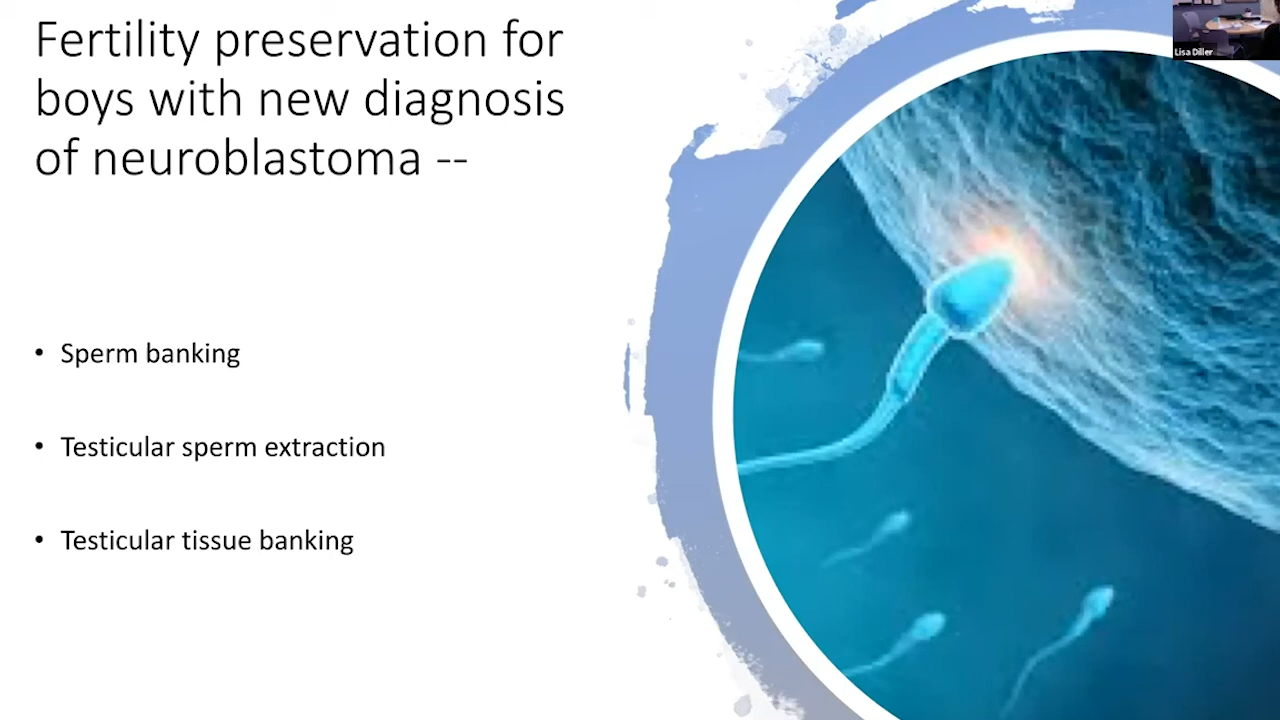 Fertility preservation for
boys with new diagnosis
of neuroblastoma --
Lisa Diller
• Sperm banking
• Testicular sperm extraction
• Testicular tissue banking